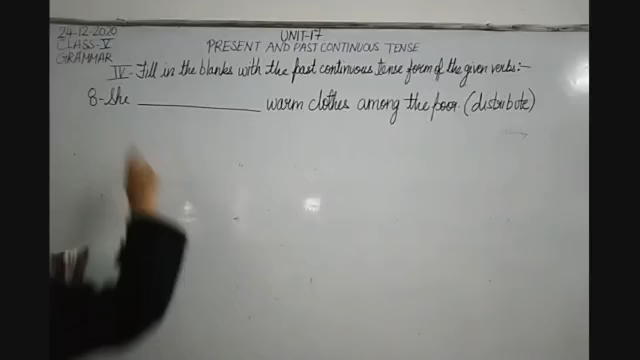 24-12-2020
CLASS-V
GRAMMAR
UNIT-17
PRESENT AND PAST CONTINUOUS TENSE
IV- Fill in the blanks with the past continuous tense form of the given verbs:-
8- She ____________ warm clothes among the poor. (distribute)